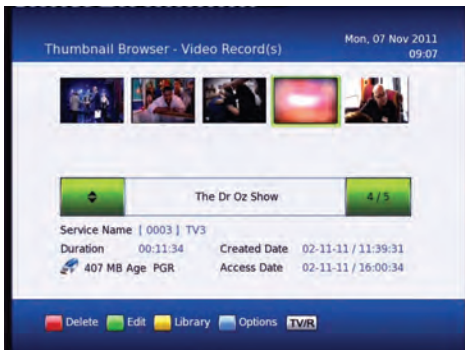 Thumbnail Browser - Video Record(s)
Mon, 07 Nov 2011
09:07
The Dr Oz Show
4 / 5
Service Name [ 0003 ] TV3
Duration 00:11:34 Created Date 02-11-11 / 11:39:31
407 MB Age PGR Access Date 02-11-11 / 16:00:34
Delete Edit Library Options TV/R